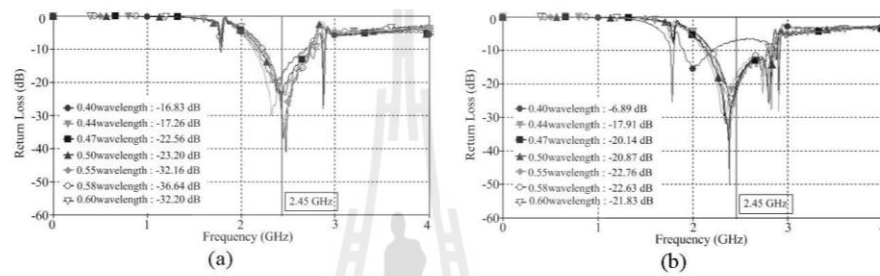 0
-10
-20
-30
-40
-50
-60
Return Loss (dB)
0.40wavelength : -16.83 dB
0.44wavelength : -17.26 dB
0.47wavelength : -22.56 dB
0.50wavelength : -23.20 dB
0.55wavelength : -32.16 dB
0.58wavelength : -36.64 dB
0.60wavelength : -32.20 dB
2.45 GHz
0 1 2 3 4
Frequency (GHz)
(a)
0
-10
-20
-30
-40
-50
-60
Return Loss (dB)
0.40wavelength : -6.89 dB
0.44wavelength : -17.91 dB
0.47wavelength : -20.14 dB
0.50wavelength : -20.87 dB
0.55wavelength : -22.76 dB
0.58wavelength : -22.63 dB
0.60wavelength : -21.83 dB
2.45 GHz
0 1 2 3
Frequency (GHz)
(b)